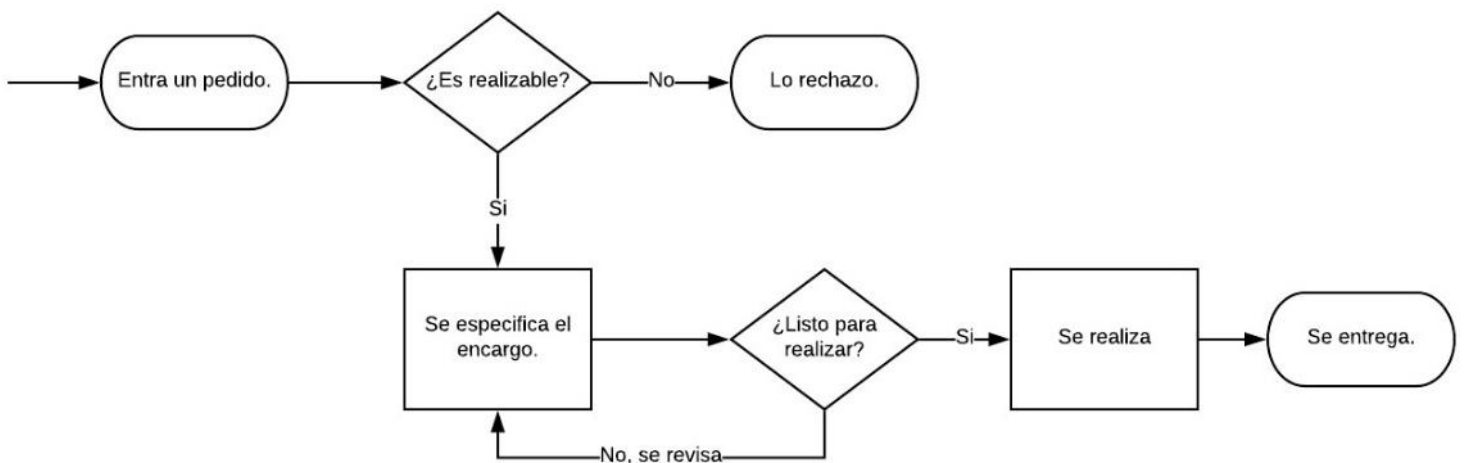 Entra un pedido.
¿Es realizable?
No
Lo rechazo.
Si
Se especifica el
encargo.
¿Listo para
realizar?
Si
Se realiza
Se entrega.
No, se revisa